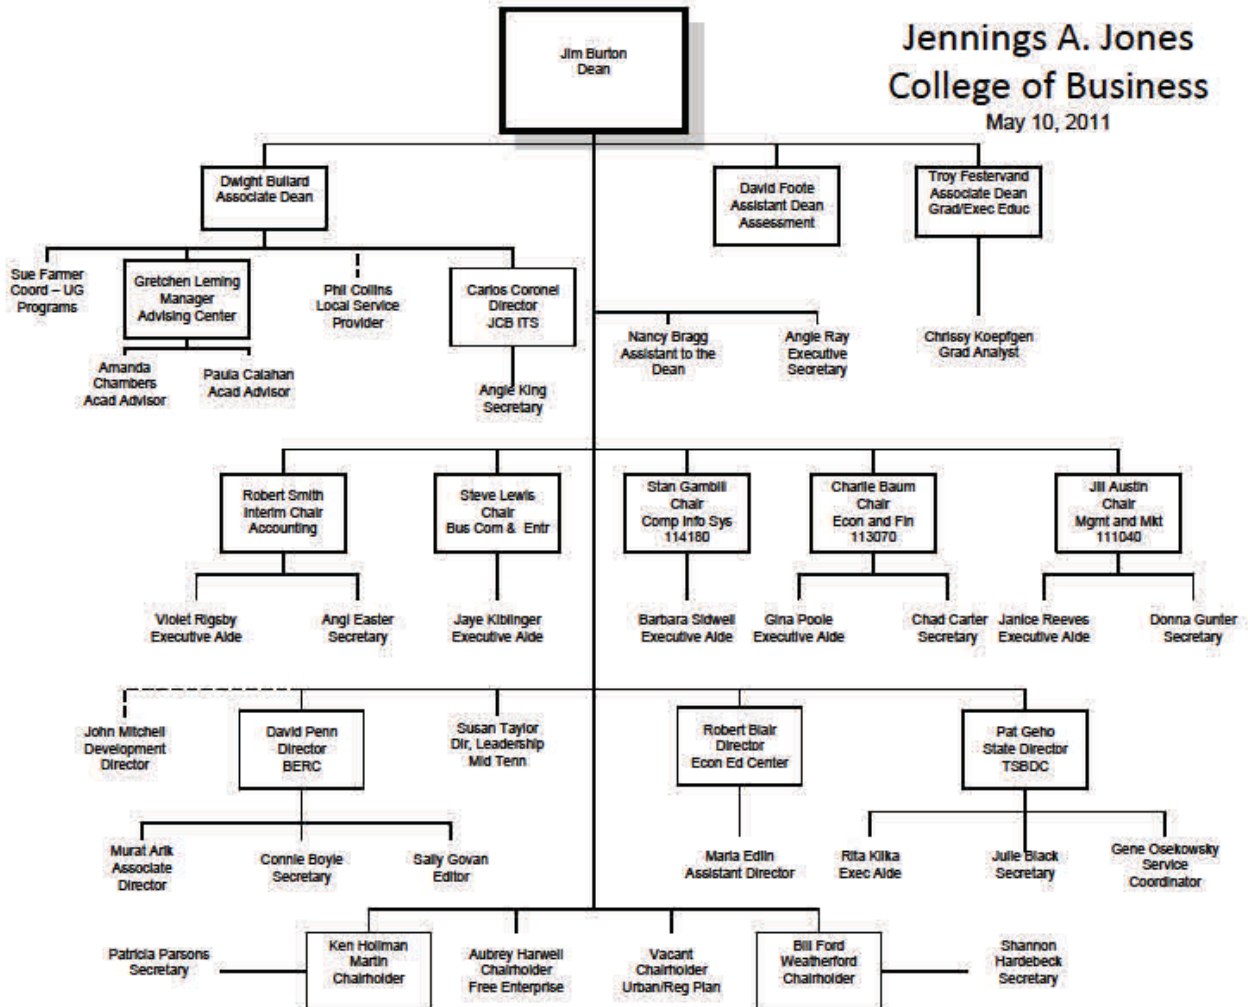 Jim Burton
Dean
Jennings A. Jones
College of Business
May 10, 2011
Dwight Bullard
Associate Dean
David Foote
Assistant Dean
Assessment
Troy Festervand
Associate Dean
Grad/Exec Educ
Sue Farmer
Coord – UG
Programs
Gretchen Leming
Manager
Advising Center
Phil Collins
Local Service
Provider
Carlos Coronel
Director
JCB ITS
Nancy Bragg
Assistant to the
Dean
Angie Ray
Executive
Secretary
Chrissy Koepfgen
Grad Analyst
Amanda
Chambers
Acad Advisor
Paula Calahan
Acad Advisor
Angie King
Secretary
Robert Smith
Interim Chair
Accounting
Steve Lewis
Chair
Bus Com & Entr
Stan Gambill
Chair
Comp Info Sys
114180
Charlie Baum
Chair
Econ and Fin
113070
Jill Austin
Chair
Mgmt and Mkt
111040
Violet Rigsby
Executive Aide
Angi Easter
Secretary
Jaye Kiblinger
Executive Aide
Barbara Sidwell
Executive Aide
Gina Poole
Executive Aide
Chad Carter
Secretary
Janice Reeves
Executive Aide
Donna Gunter
Secretary
John Mitchell
Development
Director
David Penn
Director
BERC
Susan Taylor
Dir, Leadership
Mid Tenn
Robert Blair
Director
Econ Ed Center
Pat Geho
State Director
TSBDC
Murat Arik
Associate
Director
Connie Boyle
Secretary
Sally Govan
Editor
Maria Edlin
Assistant Director
Rita Kilka
Exec Aide
Julie Black
Secretary
Gene Osekowsky
Service
Coordinator
Patricia Parsons
Secretary
Ken Hollman
Martin
Chairholder
Aubrey Harwell
Chairholder
Free Enterprise
Vacant
Chairholder
Urban/Reg Plan
Bill Ford
Weatherford
Chairholder
Shannon
Hardebeck
Secretary